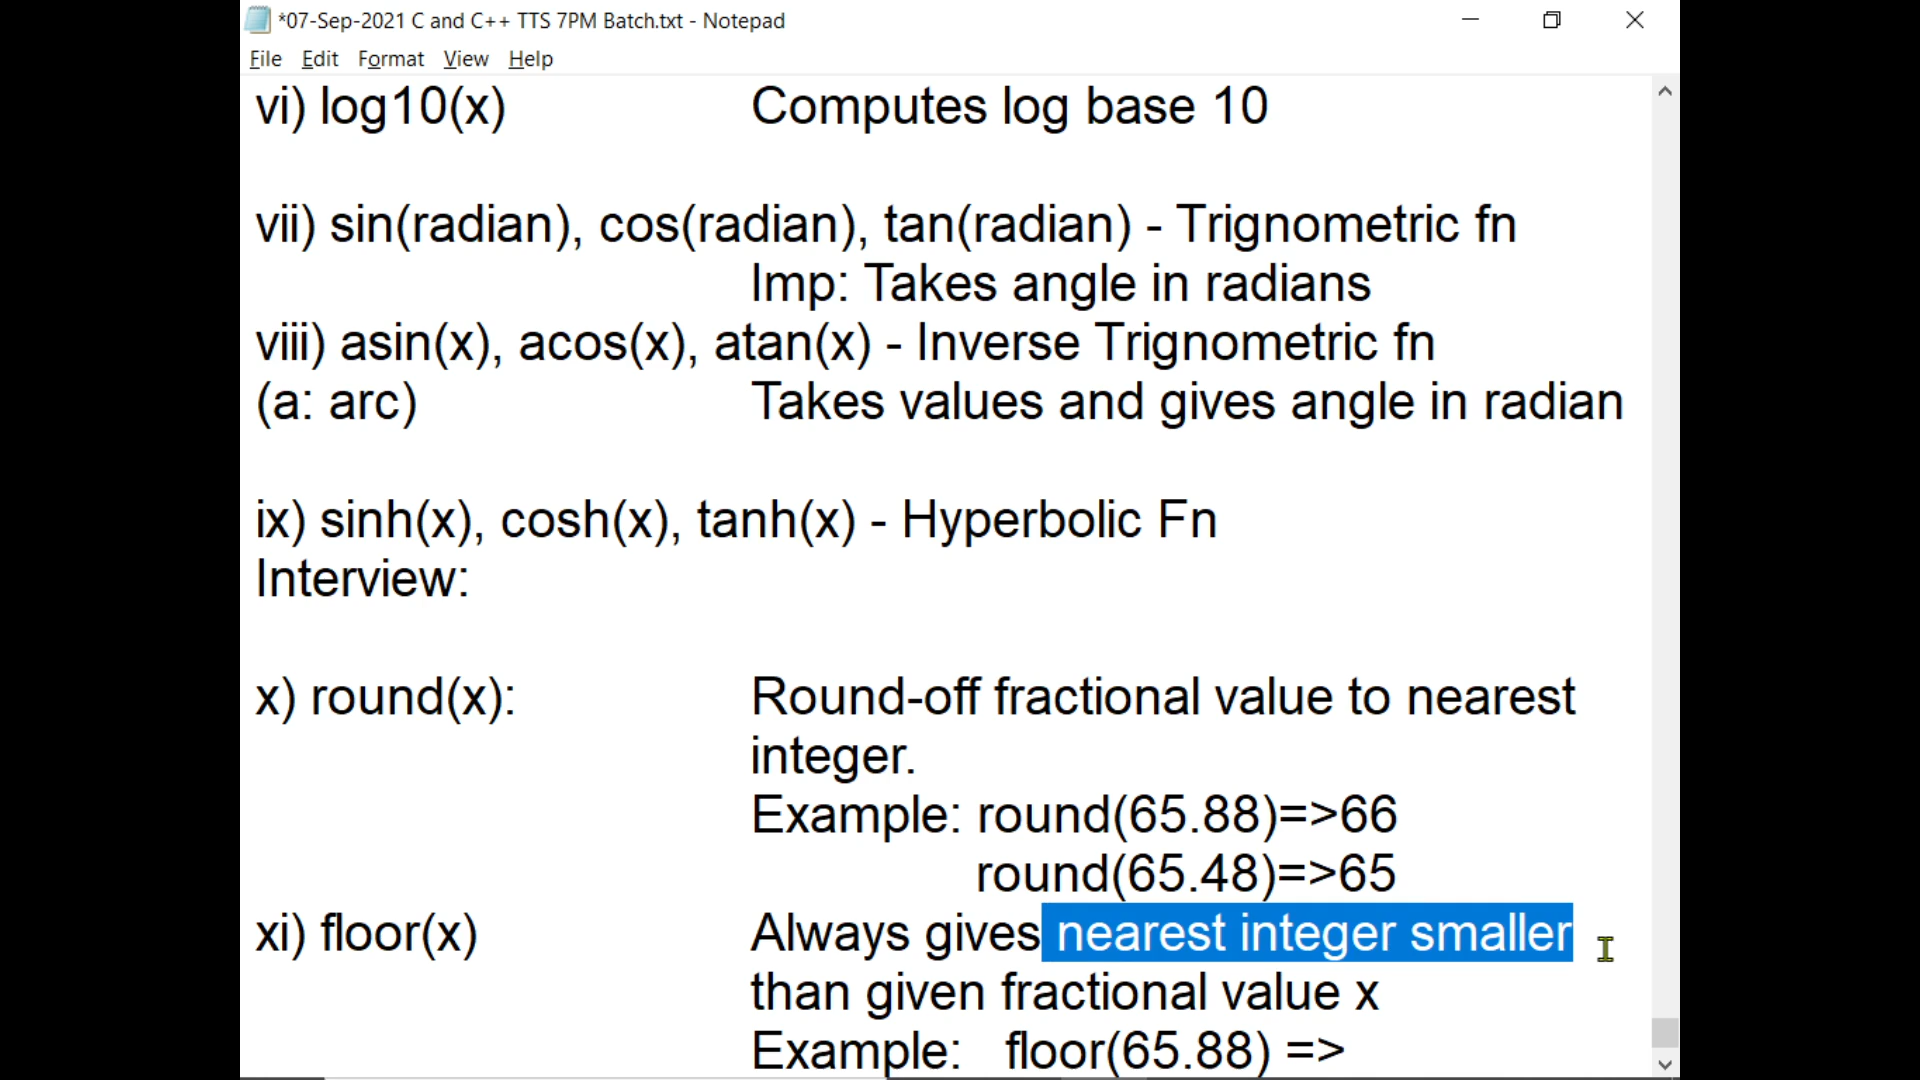 *07-Sep-2021 C and C++ TTS 7PM Batch.txt - Notepad
File Edit Format View Help
vi) log10(x) Computes log base 10
vii) sin(radian), cos(radian), tan(radian) - Trignometric fn
Imp: Takes angle in radians
viii) asin(x), acos(x), atan(x) - Inverse Trignometric fn
(a: arc) Takes values and gives angle in radian
ix) sinh(x), cosh(x), tanh(x) - Hyperbolic Fn
Interview:
x) round(x): Round-off fractional value to nearest
integer.
Example: round(65.88)=>66
round(65.48)=>65
xi) floor(x) Always gives nearest integer smaller
than given fractional value x
Example: floor(65.88) =>